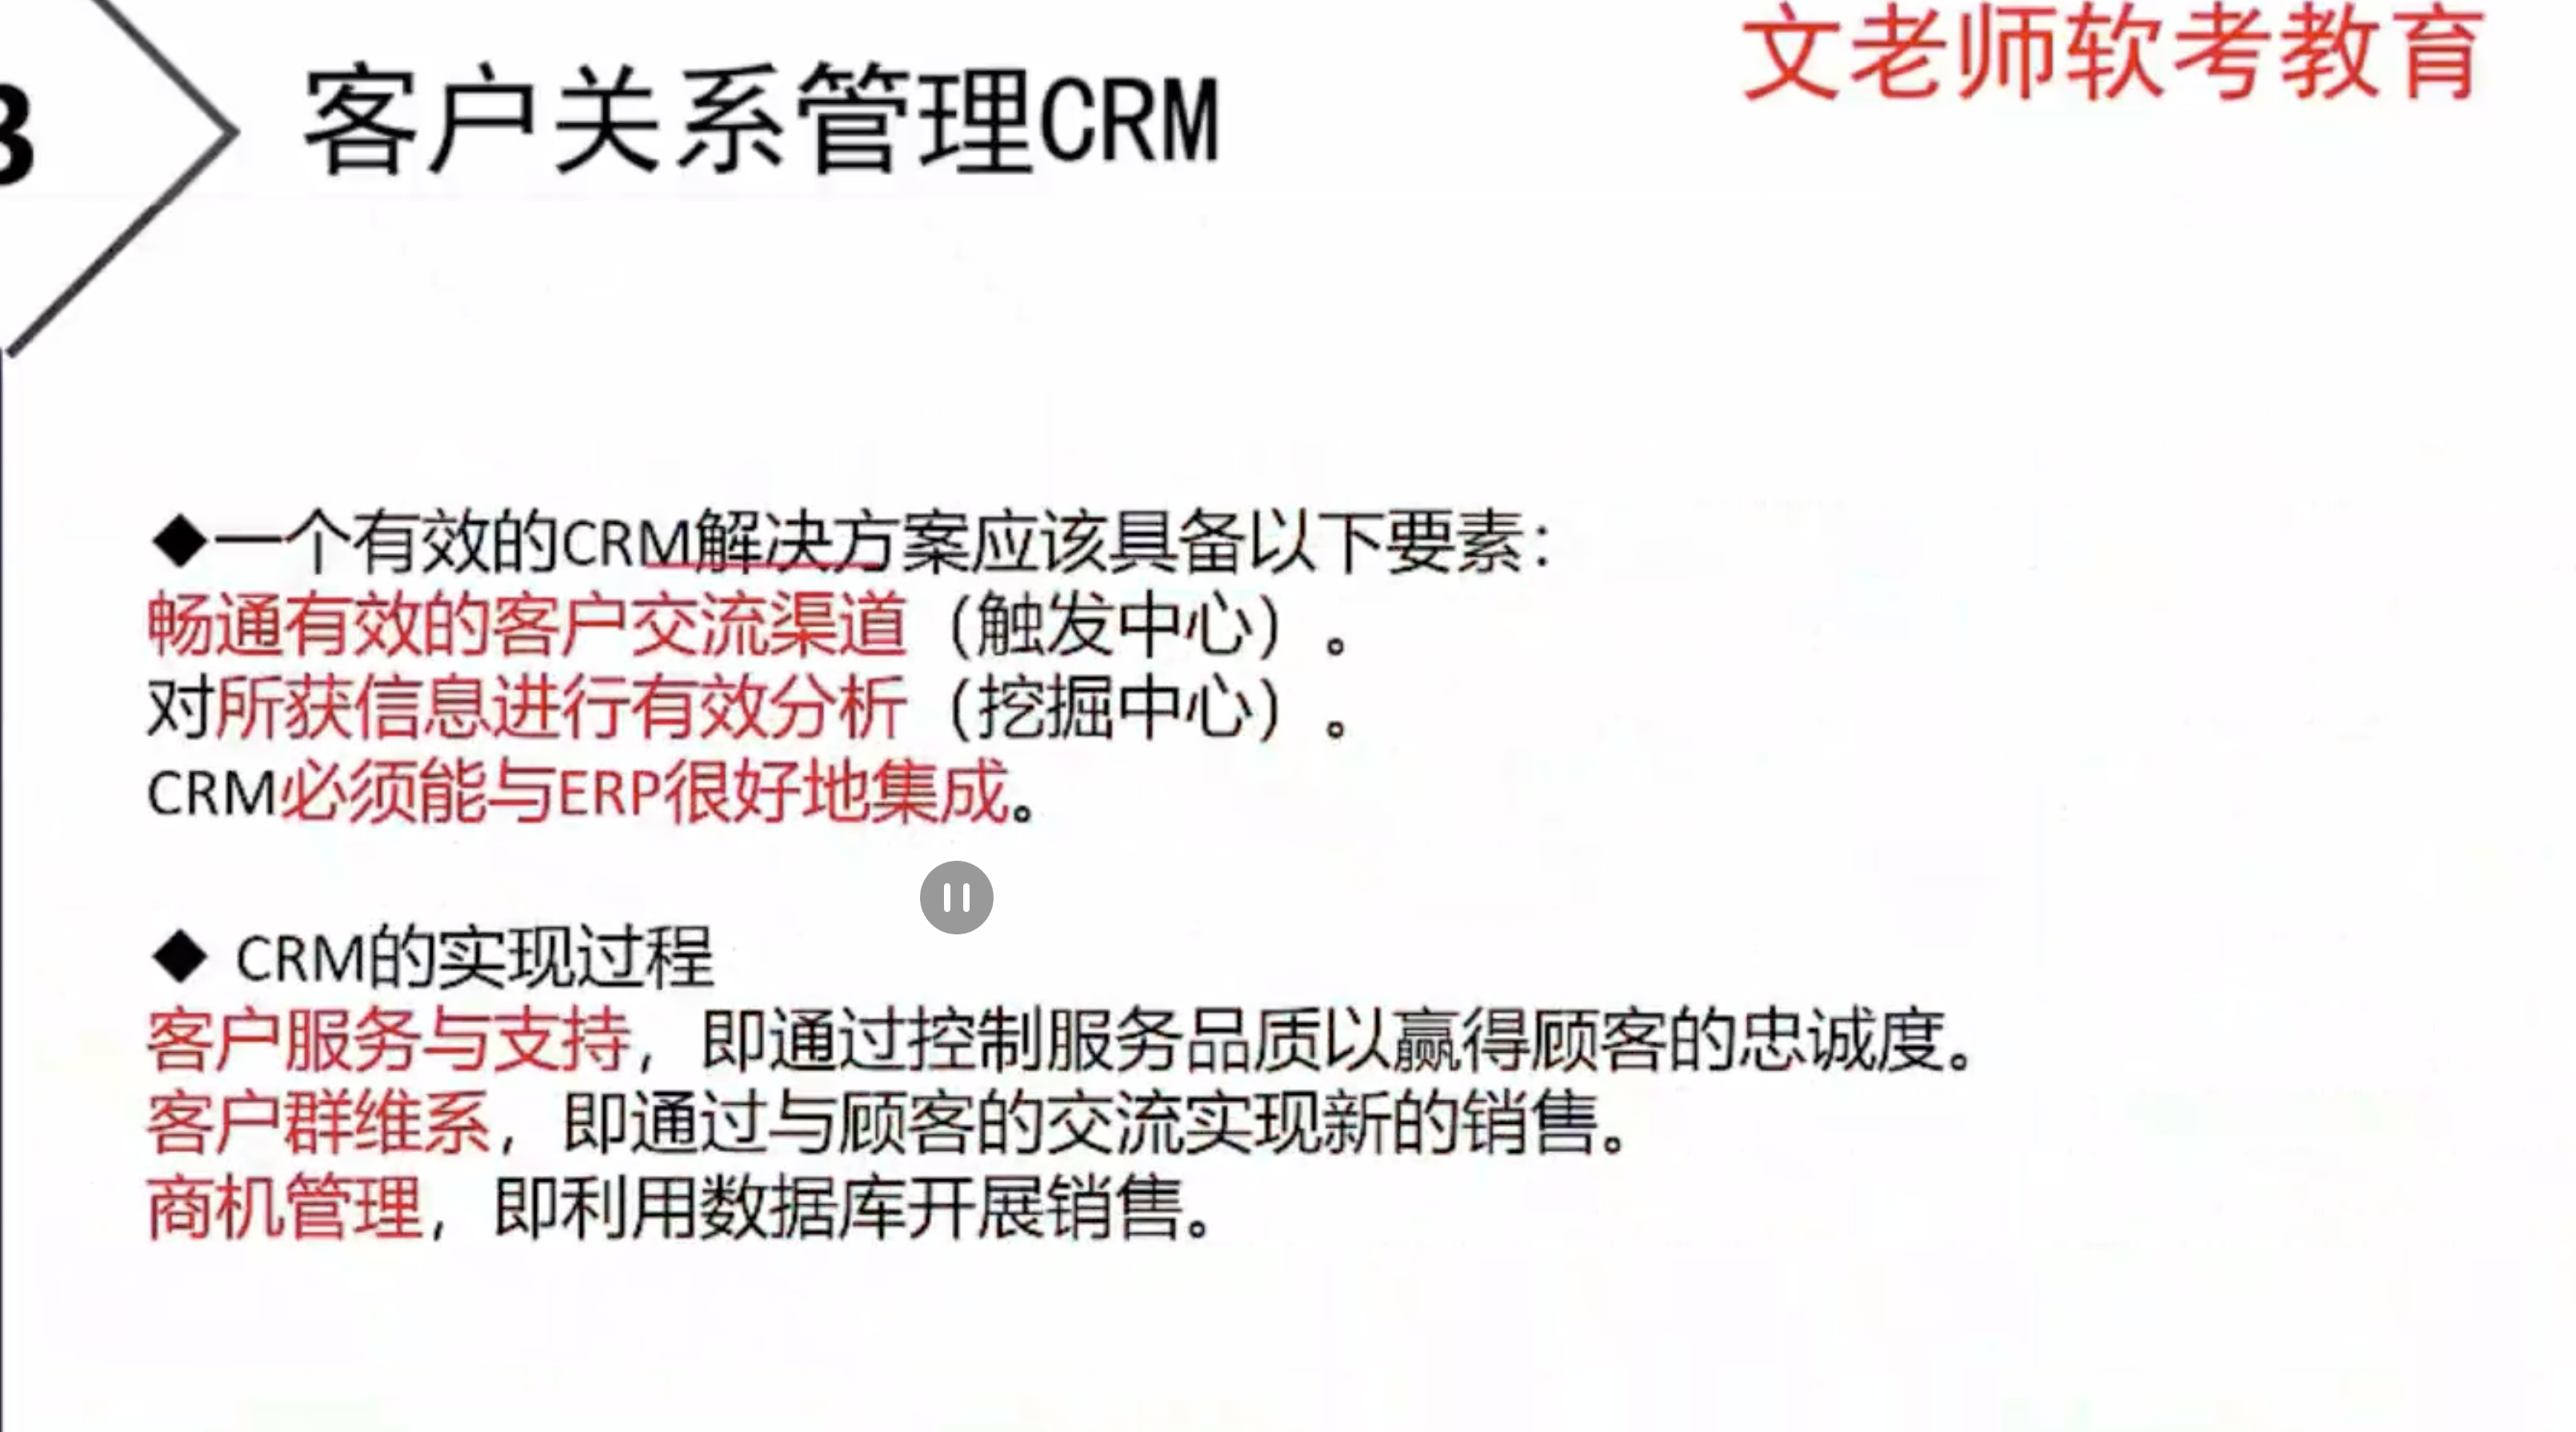 文老师软考教育
3
客户关系管理CRM
◆一个有效的CRM解决方案应该具备以下要素：
畅通有效的客户交流渠道（触发中心）。
对所获信息进行有效分析（挖掘中心）。
CRM必须能与ERP很好地集成。
◆ CRM的实现过程
客户服务与支持，即通过控制服务品质以赢得顾客的忠诚度。
客户群维系，即通过与顾客的交流实现新的销售。
商机管理，即利用数据库开展销售。